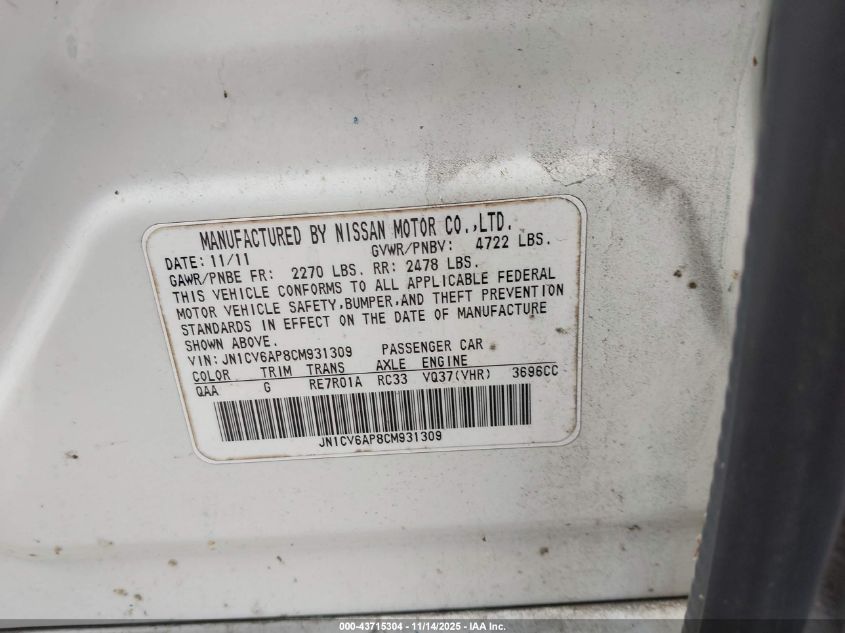 MANUFACTURED BY NISSAN MOTOR CO.,LTD.
DATE: 11/11 GVWR/PNBV: 4722 LBS.
GAWR/PNBE FR: 2270 LBS. RR: 2478 LBS.
THIS VEHICLE CONFORMS TO ALL APPLICABLE FEDERAL
MOTOR VEHICLE SAFETY,BUMPER,AND THEFT PREVENTION
STANDARDS IN EFFECT ON THE DATE OF MANUFACTURE
SHOWN ABOVE.
VIN: JN1CV6AP8CM931309 PASSENGER CAR
COLOR TRIM TRANS AXLE ENGINE
QAA G RE7R01A RC33 VQ37(VHR) 3696CC
JN1CV6AP8CM931309
000-43715304 - 11/14/2025 - IAA Inc.